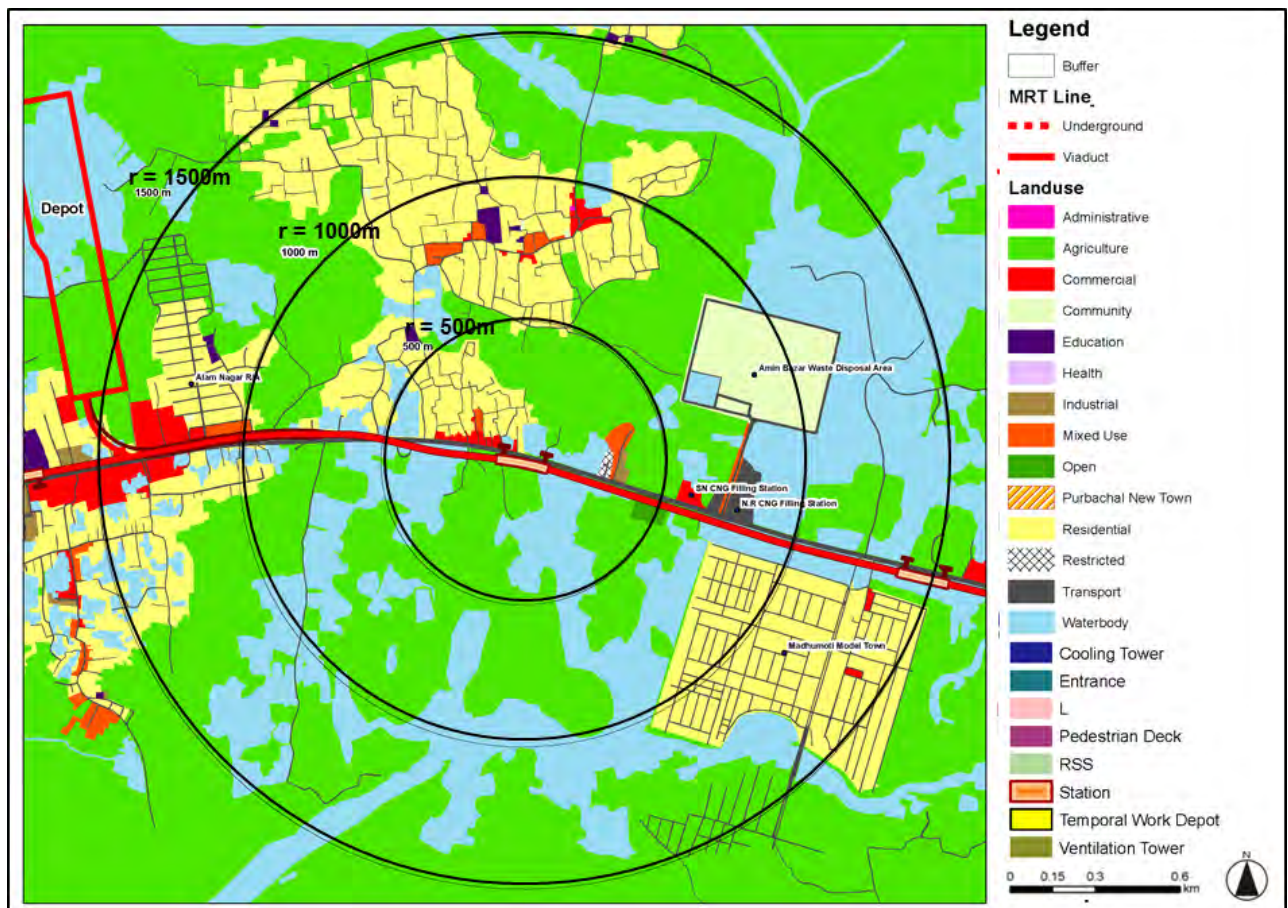 r = 1500m
1500 m
Depot
r = 1000m
1000 m
r = 500m
500 m
Alam Nagar R/A
Amin Bazar Waste Disposal Area
SN CNG Filling Station
N.R CNG Filling Station
Madhumoti Model Town
Legend
Buffer
MRT Line
Underground
Viaduct
Landuse
Administrative
Agriculture
Commercial
Community
Education
Health
Industrial
Mixed Use
Open
Purbachal New Town
Residential
Restricted
Transport
Waterbody
Cooling Tower
Entrance
L
Pedestrian Deck
RSS
Station
Temporal Work Depot
Ventilation Tower
N
0 0.15 0.3 0.6
km